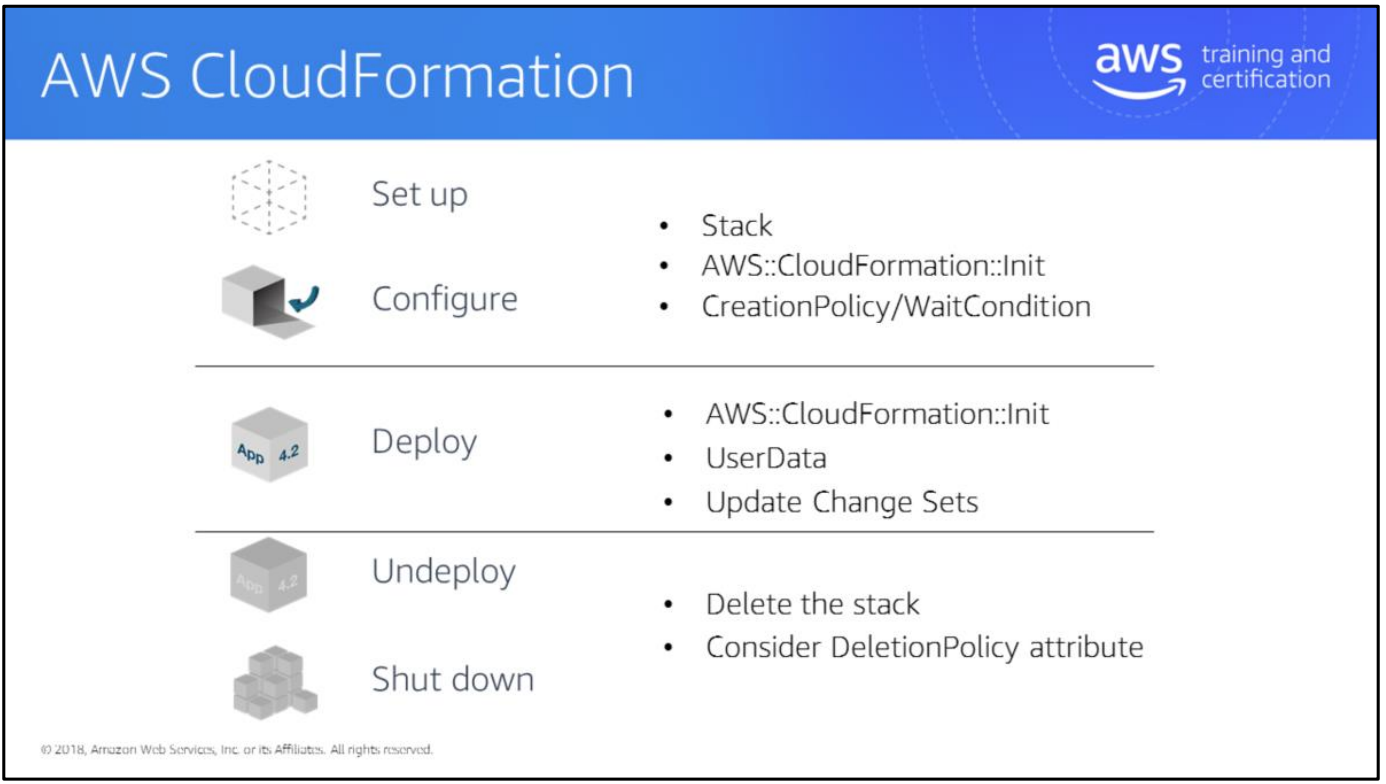 AWS CloudFormation
aws training and
certification
Set up
Configure
• Stack
• AWS::CloudFormation::Init
• CreationPolicy/WaitCondition
App 4.2
Deploy
• AWS::CloudFormation::Init
• UserData
• Update Change Sets
App 4.2
Undeploy
Shut down
• Delete the stack
• Consider DeletionPolicy attribute
© 2018, Amazon Web Services, Inc. or its Affiliates. All rights reserved.